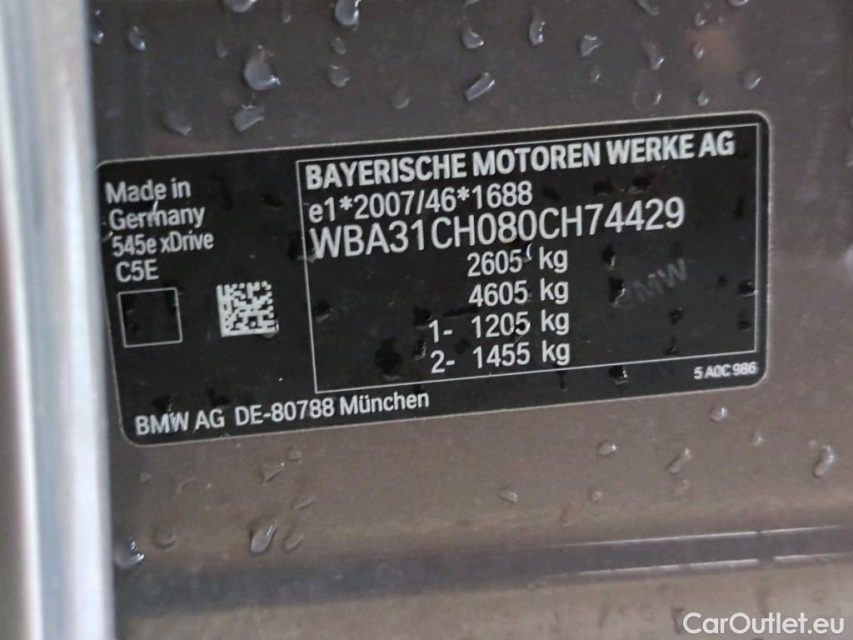 Made in
Germany
545e xDrive
C5E
BAYERISCHE MOTOREN WERKE AG
e1*2007/46*1688
WBA31CH080CH74429
2605 kg
4605 kg
1- 1205 kg
2- 1455 kg
BMW
5 A0C 986
BMW AG DE-80788 München
CarOutlet.eu